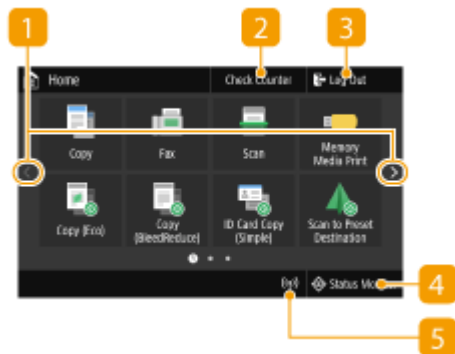 1
2
3
Home
Check Counter
Log Out
Copy
Fax
Scan
Memory
Media Print
Copy (Eco)
Copy
(BleedReduce)
ID Card Copy
(Simple)
Scan to Preset
Destination
Status
4
5